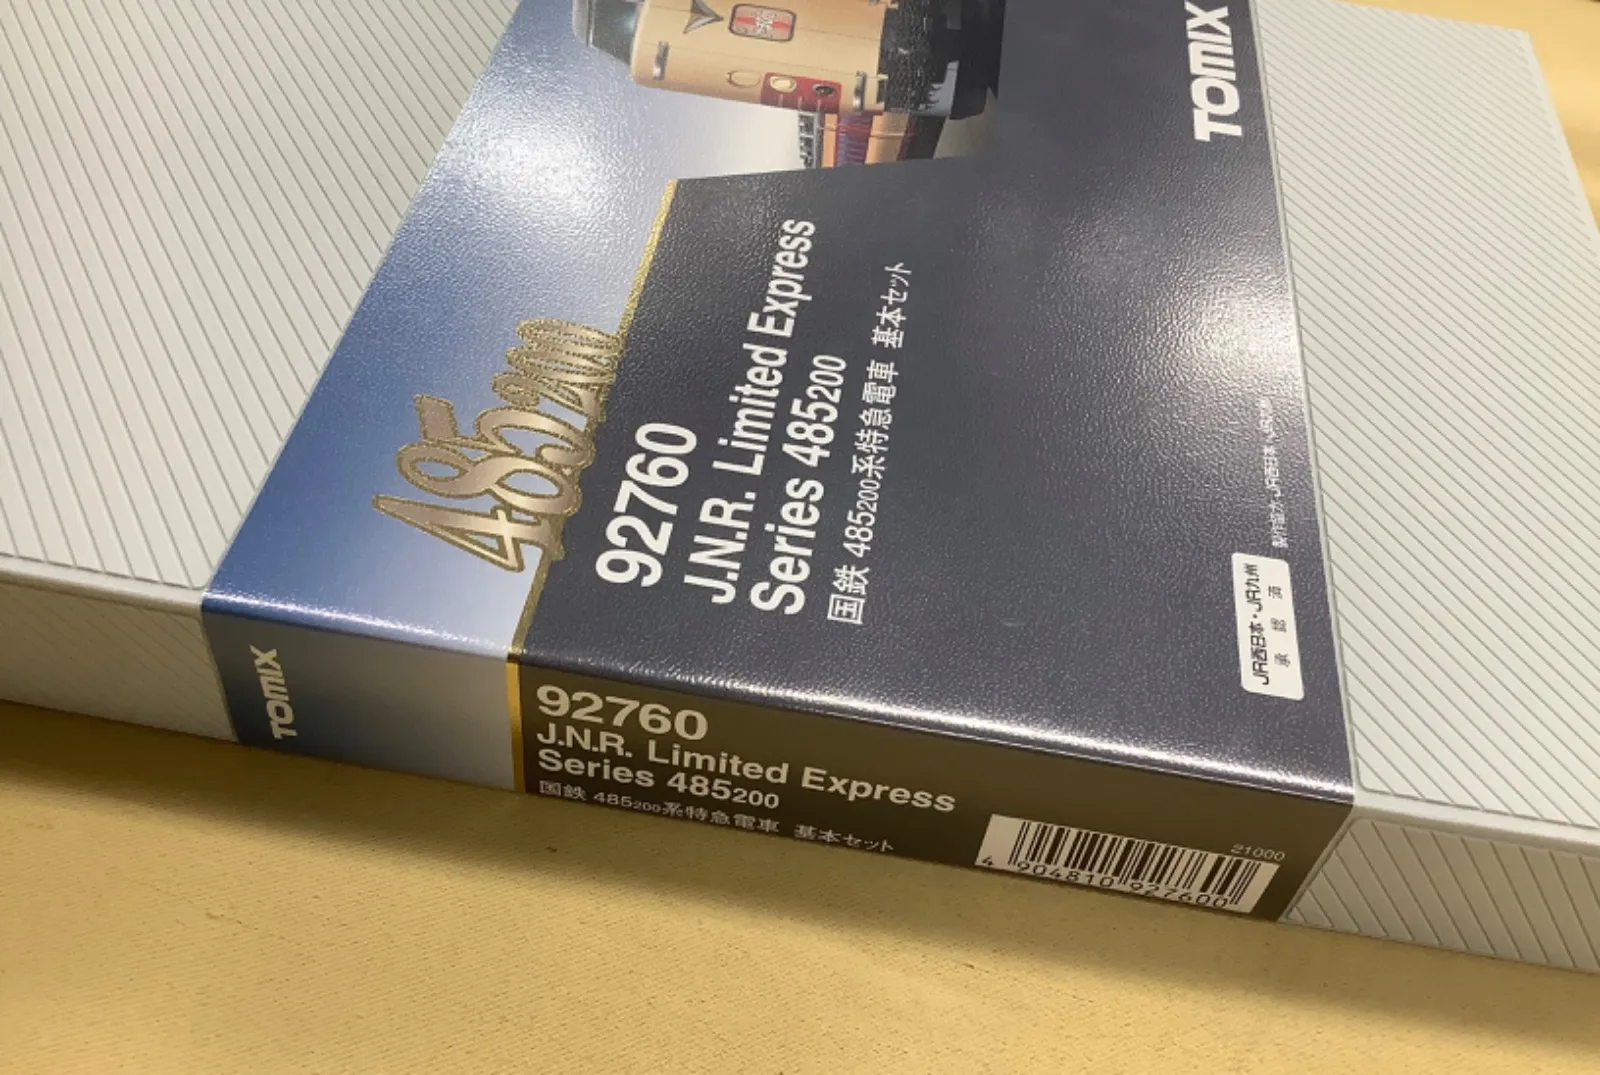 TOMIX
485 200
92760
J.N.R. Limited Express
Series 485200
国鉄 485200系特急電車 基本セット
JR西日本・JR九州
承認済
TOMIX
92760
J.N.R. Limited Express
Series 485200
国鉄 485200系特急電車 基本セット
21000
4 904810 927600